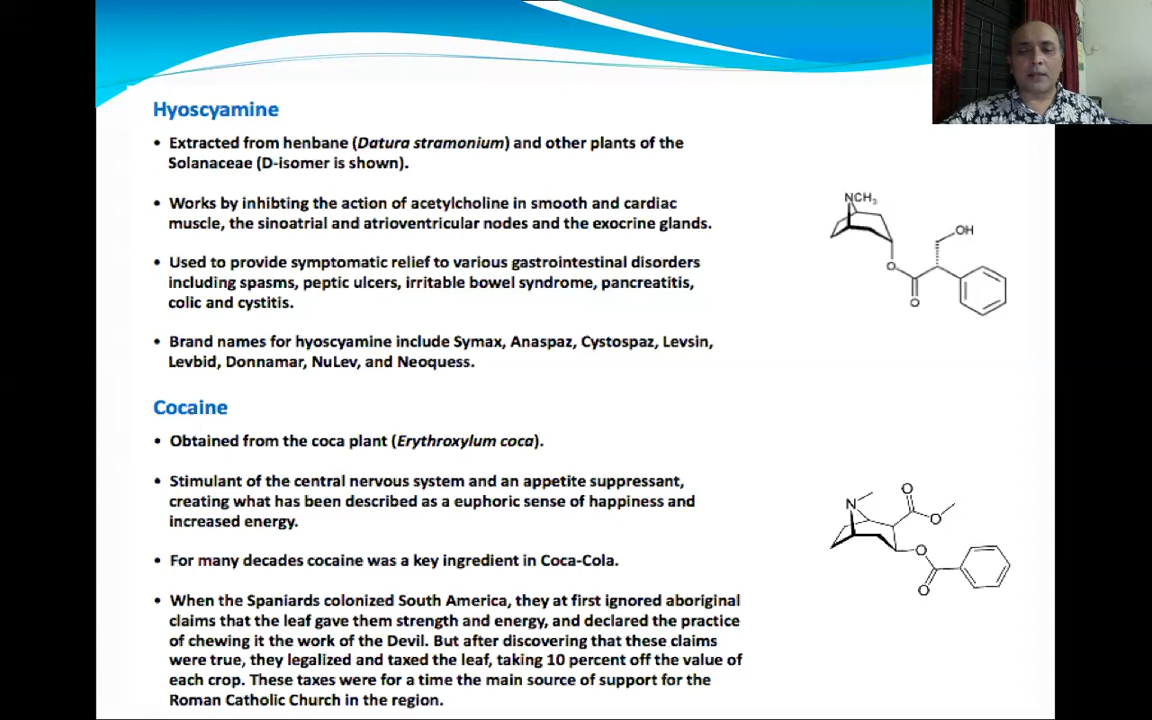 Hyoscyamine
• Extracted from henbane (Datura stramonium) and other plants of the
Solanaceae (D-isomer is shown).
• Works by inhibting the action of acetylcholine in smooth and cardiac
muscle, the sinoatrial and atrioventricular nodes and the exocrine glands.
• Used to provide symptomatic relief to various gastrointestinal disorders
including spasms, peptic ulcers, irritable bowel syndrome, pancreatitis,
colic and cystitis.
• Brand names for hyoscyamine include Symax, Anaspaz, Cystospaz, Levsin,
Levbid, Donnamar, NuLev, and Neoquess.
NCH3
OH
O
O
Cocaine
• Obtained from the coca plant (Erythroxylum coca).
• Stimulant of the central nervous system and an appetite suppressant,
creating what has been described as a euphoric sense of happiness and
increased energy.
• For many decades cocaine was a key ingredient in Coca-Cola.
• When the Spaniards colonized South America, they at first ignored aboriginal
claims that the leaf gave them strength and energy, and declared the practice
of chewing it the work of the Devil. But after discovering that these claims
were true, they legalized and taxed the leaf, taking 10 percent off the value of
each crop. These taxes were for a time the main source of support for the
Roman Catholic Church in the region.
O
N
O
O
O